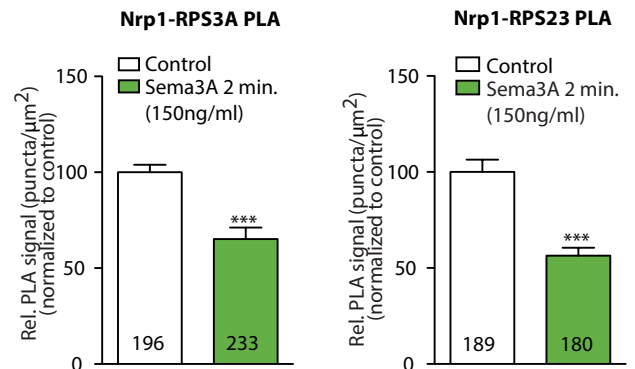 Nrp1-RPS3A PLA
Control
Sema3A 2 min.
(150ng/ml)
Rel. PLA signal (puncta/µm²)
(normalized to control)
150
100
50
0
***
196
233
Nrp1-RPS23 PLA
Control
Sema3A 2 min.
(150ng/ml)
Rel. PLA signal (puncta/µm²)
(normalized to control)
150
100
50
0
***
189
180